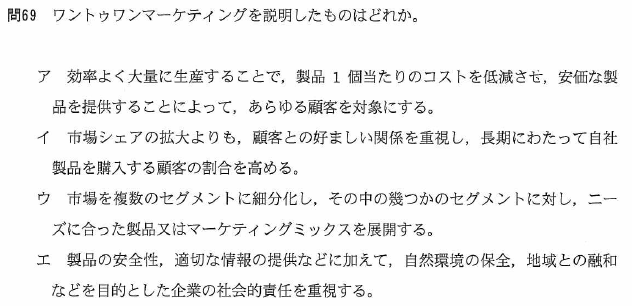 問69 ワントゥワンマーケティングを説明したものはどれか。
ア 効率よく大量に生産することで，製品 1 個当たりのコストを低減させ，安価な製
品を提供することによって，あらゆる顧客を対象にする。
イ 市場シェアの拡大よりも，顧客との好ましい関係を重視し，長期にわたって自社
製品を購入する顧客の割合を高める。
ウ 市場を複数のセグメントに細分化し，その中の幾つかのセグメントに対し，ニー
ズに合った製品又はマーケティングミックスを展開する。
エ 製品の安全性，適切な情報の提供などに加えて，自然環境の保全，地域との融和
などを目的とした企業の社会的責任を重視する。